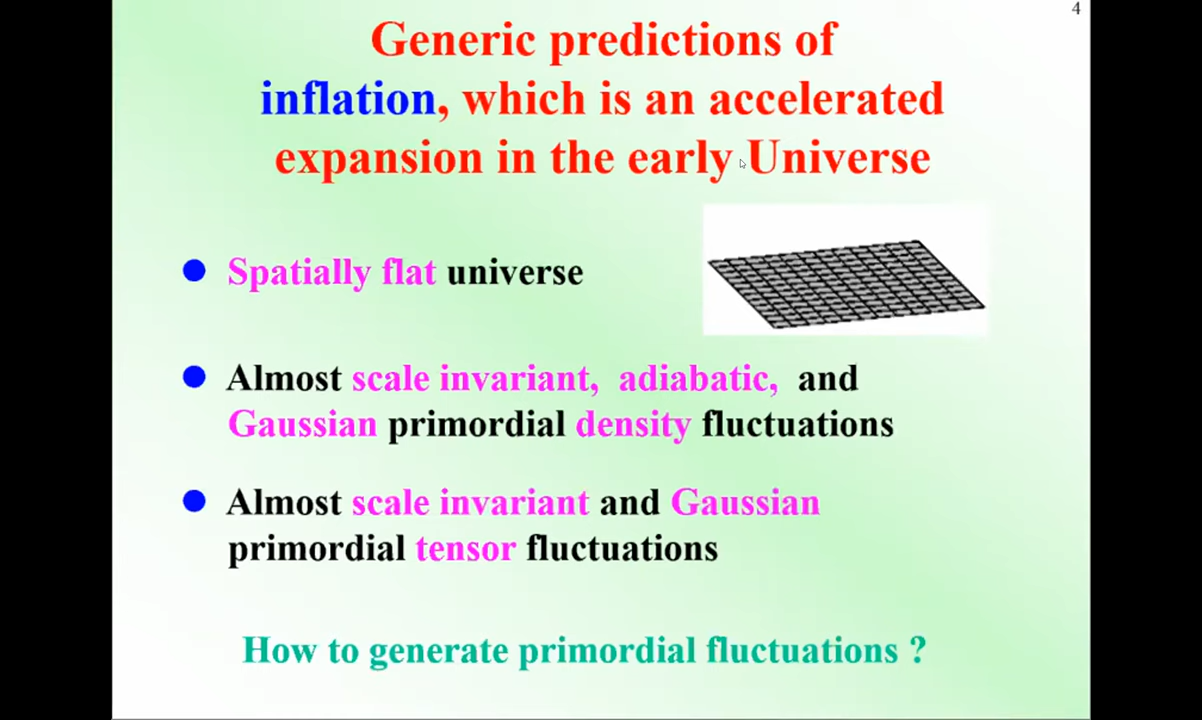 4
Generic predictions of
inflation, which is an accelerated
expansion in the early Universe
Spatially flat universe
Almost scale invariant, adiabatic, and
Gaussian primordial density fluctuations
Almost scale invariant and Gaussian
primordial tensor fluctuations
How to generate primordial fluctuations ?